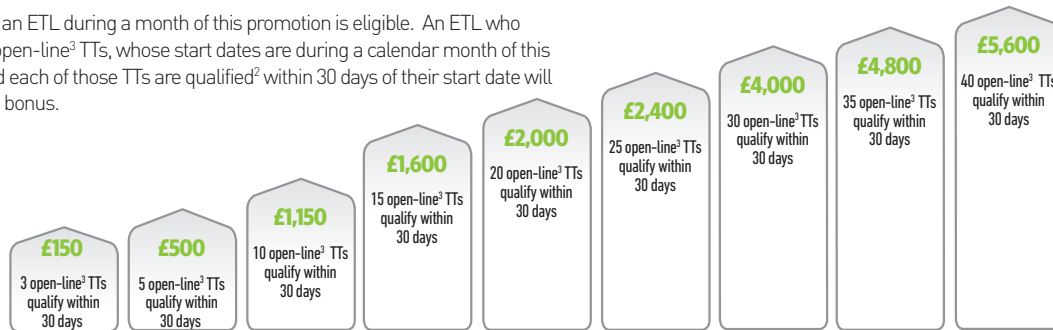 an ETL during a month of this promotion is eligible. An ETL who
open-line³ TTs, whose start dates are during a calendar month of this
d each of those TTs are qualified² within 30 days of their start date will
bonus.
£150
3 open-line³ TTs
qualify within
30 days
£500
5 open-line³ TTs
qualify within
30 days
£1,150
10 open-line³ TTs
qualify within
30 days
£1,600
15 open-line³ TTs
qualify within
30 days
£2,000
20 open-line³ TTs
qualify within
30 days
£2,400
25 open-line³ TTs
qualify within
30 days
£4,000
30 open-line³ TTs
qualify within
30 days
£4,800
35 open-line³ TTs
qualify within
30 days
£5,600
40 open-line³ TTs
qualify within
30 days